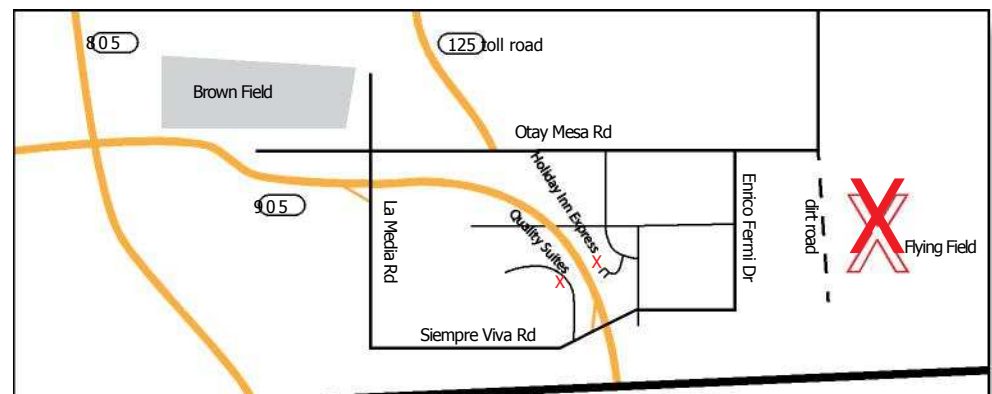 805
125 toll road
Brown Field
Otay Mesa Rd
Holiday Inn Express
Enrico Fermi Dr
905
La Media Rd
Quality Suites
dirt road
X
Flying Field
X
X
Siempre Viva Rd